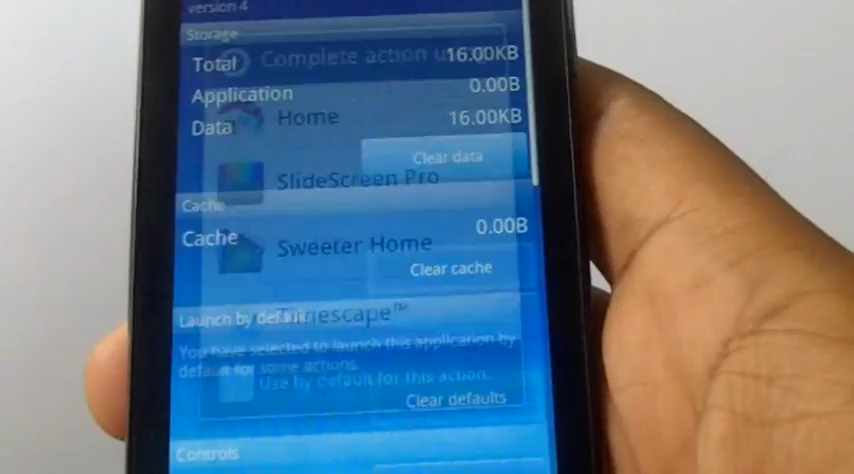 version 4
Storage
Complete action u
Total 16.00KB
Application 0.00B
Home
Data 16.00KB
Clear data
SlideScreen Pro
Cache
Cache 0.00B
Sweeter Home
Clear cache
Launch by default
Timescape™
You have selected to launch this application by
default for some actions.
Use by default for this action.
Clear defaults
Controls